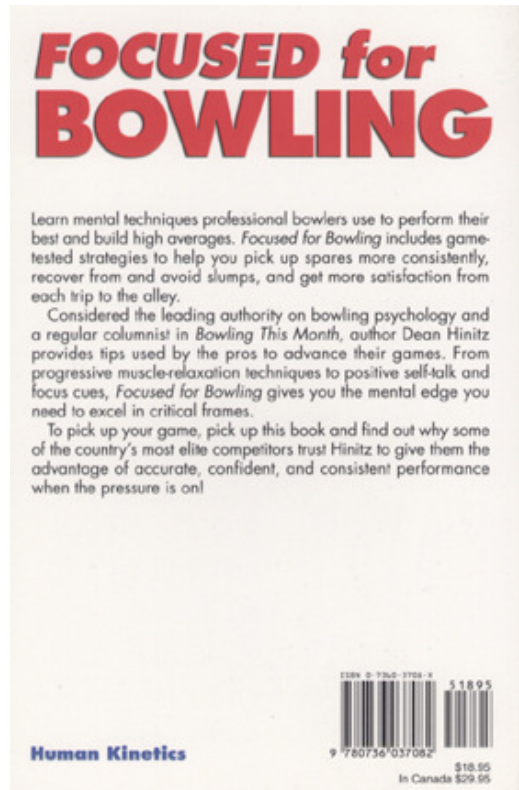 FOCUSED for
BOWLING
Learn mental techniques professional bowlers use to perform their
best and build high averages. Focused for Bowling includes game-
tested strategies to help you pick up spares more consistently,
recover from and avoid slumps, and get more satisfaction from
each trip to the alley.
Considered the leading authority on bowling psychology and
a regular columnist in Bowling This Month, author Dean Hinitz
provides tips used by the pros to advance their games. From
progressive muscle-relaxation techniques to positive self-talk and
focus cues, Focused for Bowling gives you the mental edge you
need to excel in critical frames.
To pick up your game, pick up this book and find out why some
of the country's most elite competitors trust Hinitz to give them the
advantage of accurate, confident, and consistent performance
when the pressure is on!
ISBN 0-7360-3708-X
51895
9 780736 037082
Human Kinetics
$18.95
In Canada $29.95